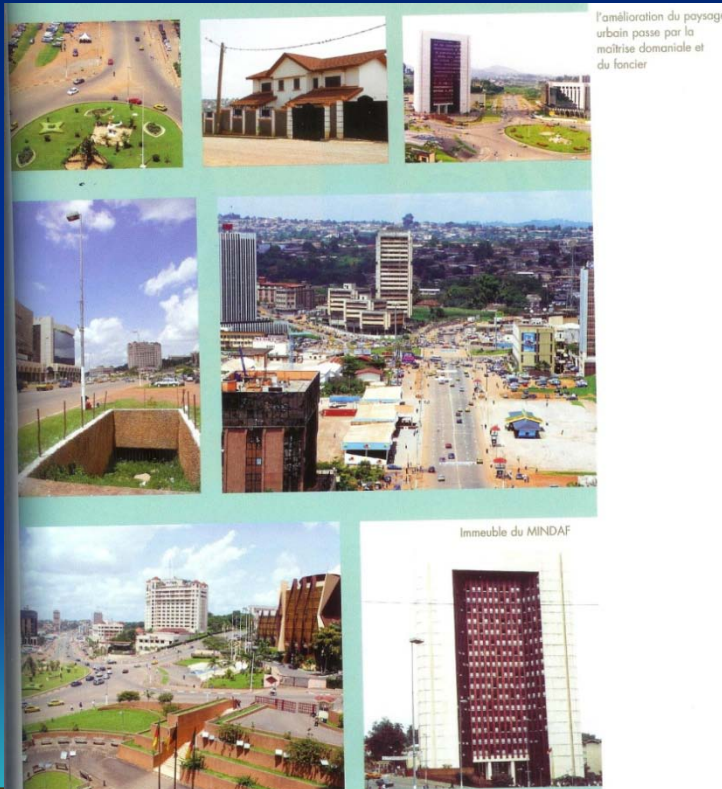 l'amélioration du paysage
urbain passe par la
maîtrise domaniale et
du foncier
Immeuble du MINDAF